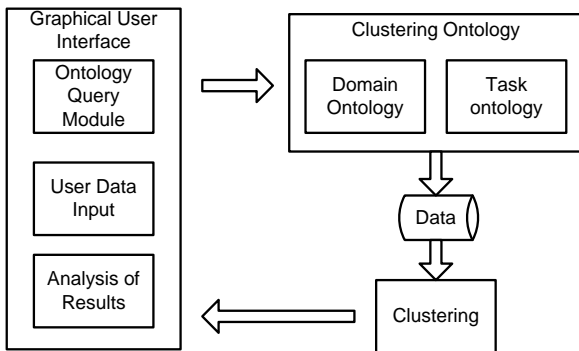 Graphical User
Interface
Ontology
Query
Module
User Data
Input
Analysis of
Results
Clustering Ontology
Domain
Ontology
Task
ontology
Data
Clustering